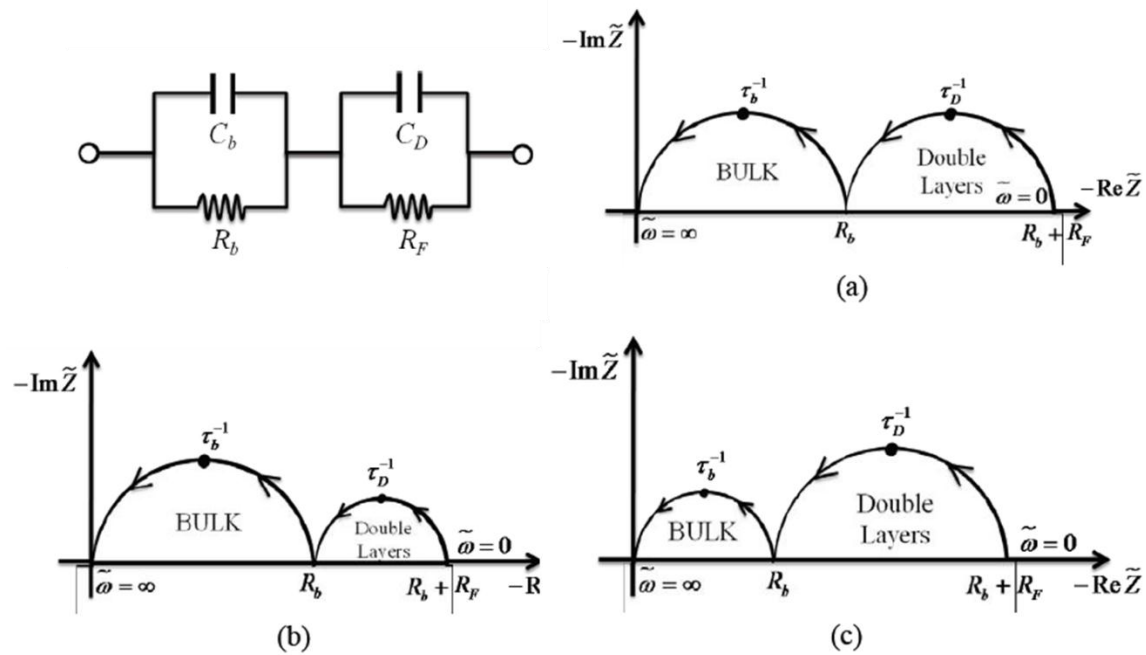 C_b
C_D
R_b
R_F
−Im Z̃
τ_b⁻¹
τ_D⁻¹
BULK
Double
Layers
ω̃ = 0
−Re Z̃
ω̃ = ∞
R_b
R_b + R_F
(a)
−Im Z̃
τ_b⁻¹
τ_D⁻¹
BULK
Double
Layers
ω̃ = 0
ω̃ = ∞
R_b
R_b + R_F
−R
(b)
−Im Z̃
τ_b⁻¹
τ_D⁻¹
BULK
Double
Layers
ω̃ = 0
ω̃ = ∞
R_b
R_b + R_F
−Re Z̃
(c)